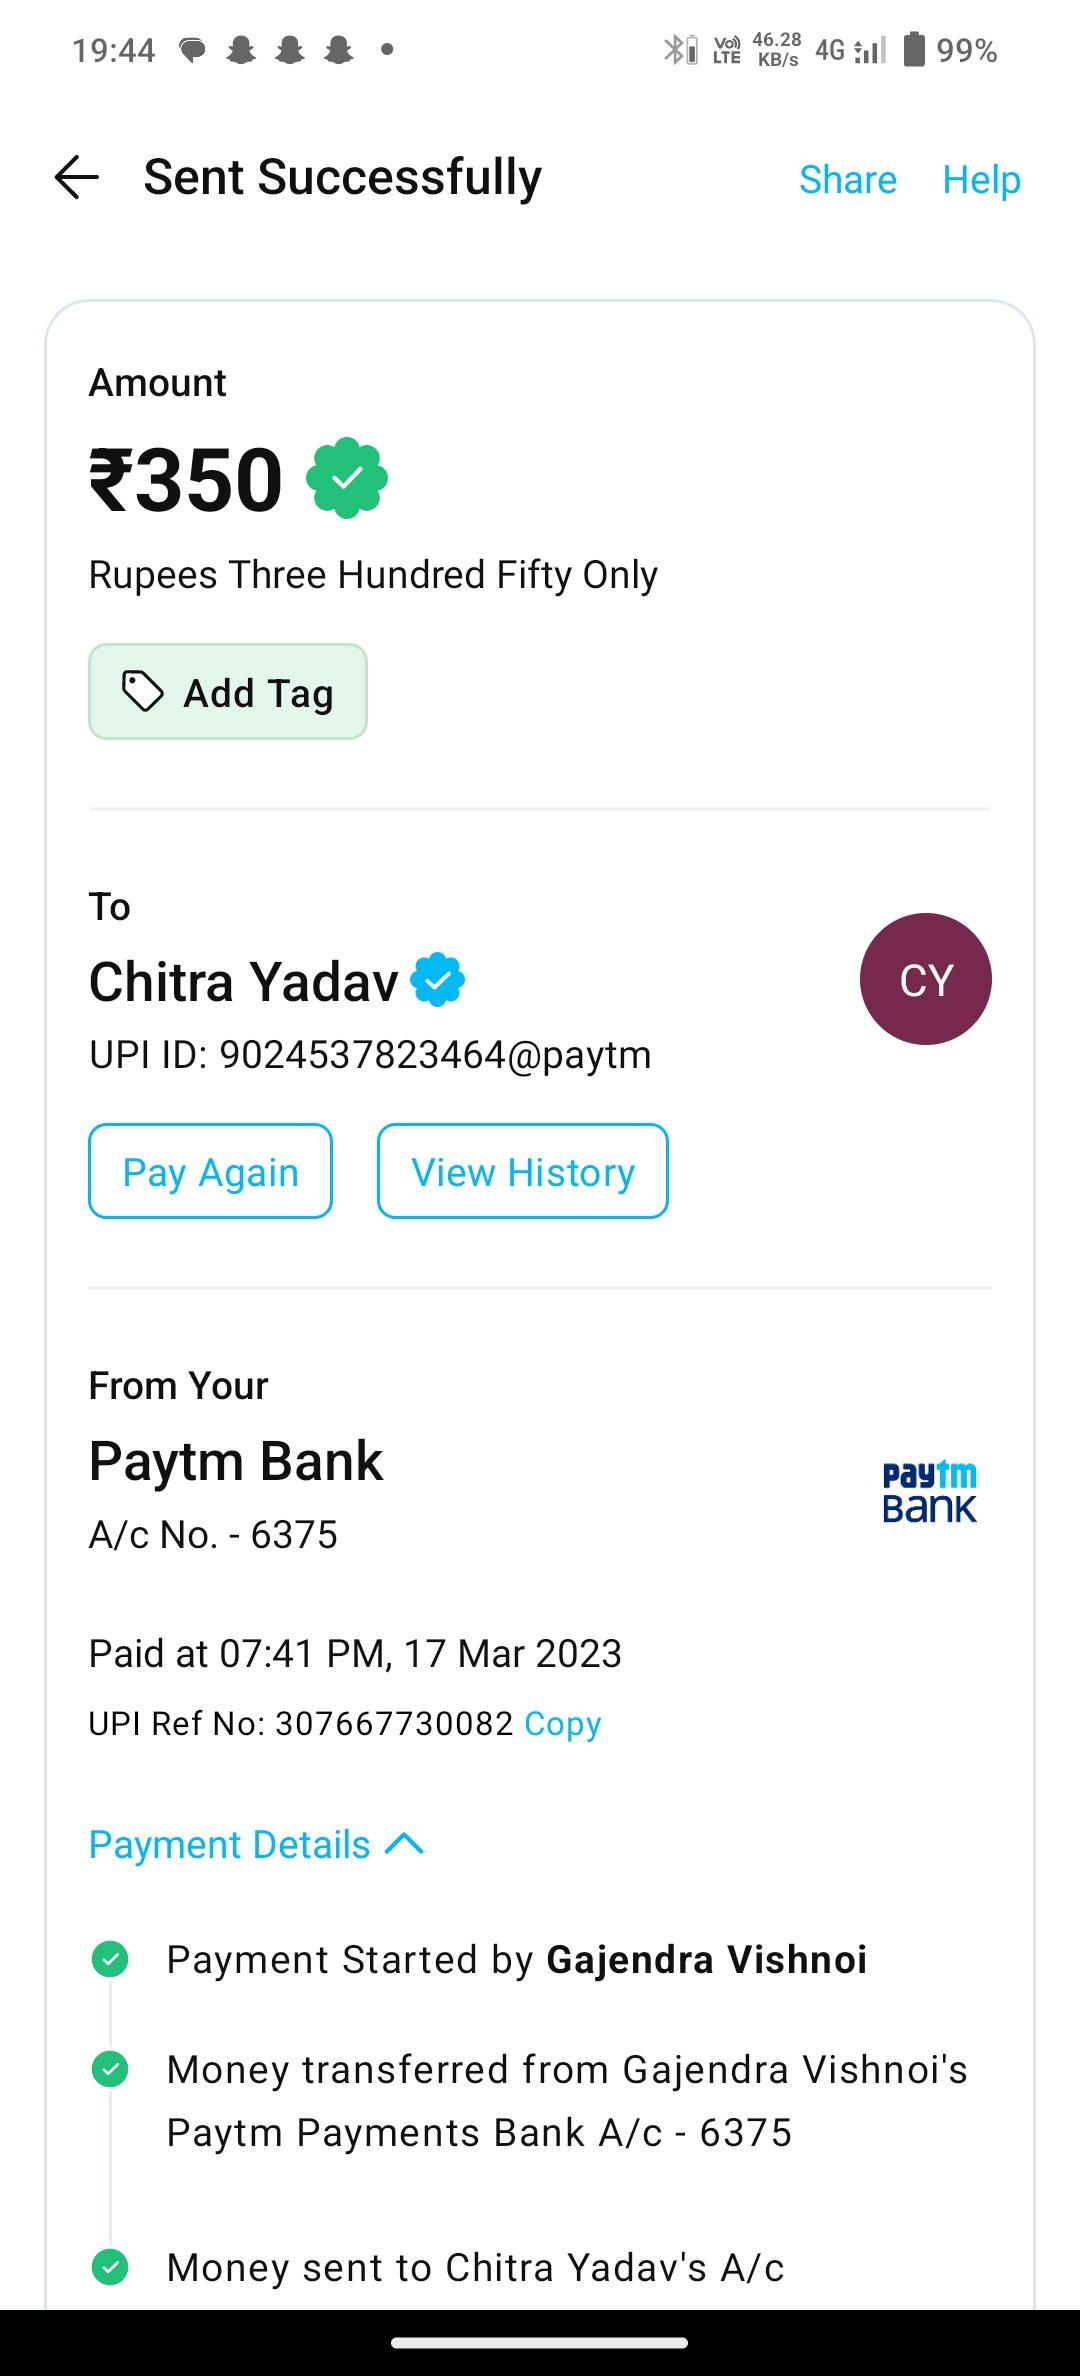 19:44 Vo) LTE 46.28 KB/s 4G 99%
Sent Successfully Share Help
Amount
₹350
Rupees Three Hundred Fifty Only
Add Tag
To
Chitra Yadav
CY
UPI ID: 9024537823464@paytm
Pay Again View History
From Your
Paytm Bank
paytm
BANK
A/c No. - 6375
Paid at 07:41 PM, 17 Mar 2023
UPI Ref No: 307667730082 Copy
Payment Details
Payment Started by Gajendra Vishnoi
Money transferred from Gajendra Vishnoi's
Paytm Payments Bank A/c - 6375
Money sent to Chitra Yadav's A/c